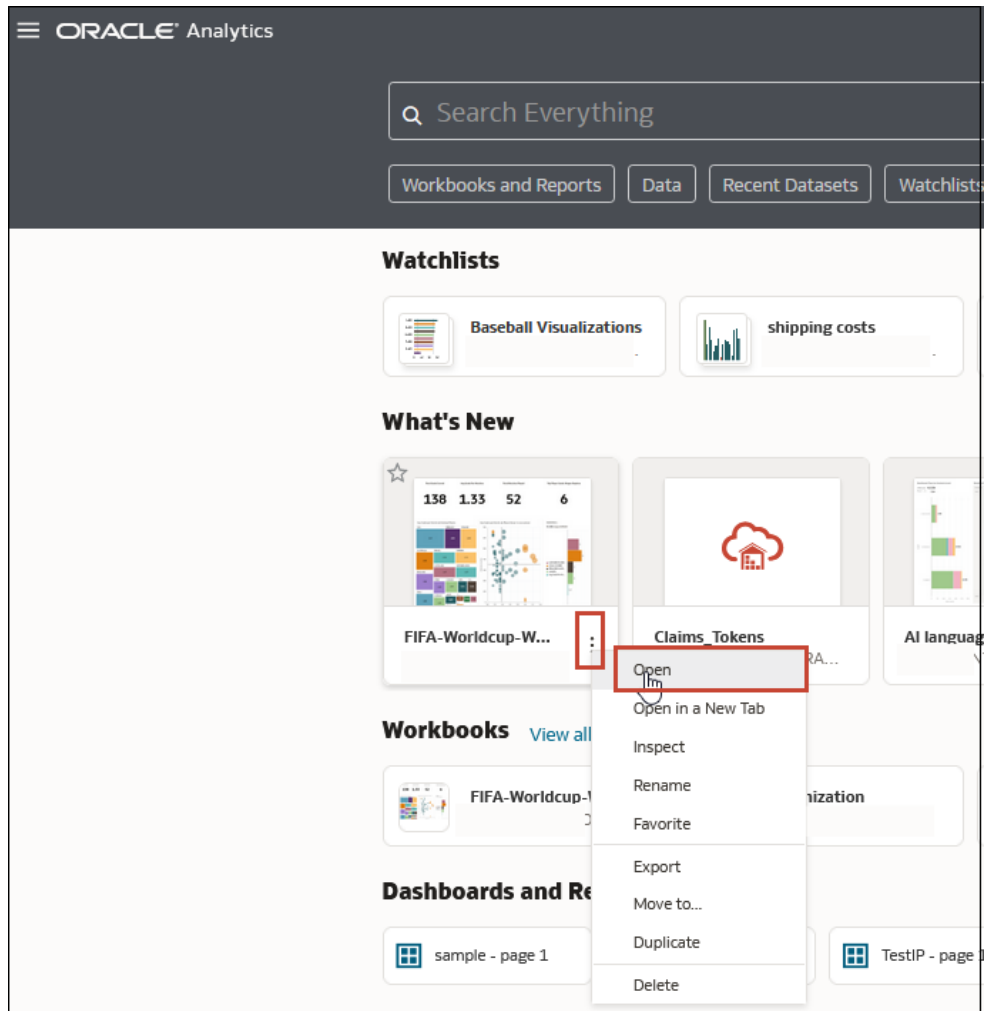 ORACLE Analytics
Search Everything
Workbooks and Reports Data Recent Datasets Watchlists
Watchlists
Baseball Visualizations shipping costs
What's New
138 1.33 52 6
FIFA-Worldcup-W... : Claims_Tokens AI languag
RA...
Open
Open in a New Tab
Workbooks View all
Inspect
Rename
FIFA-Worldcup- nization
Favorite
Export
Dashboards and Re
Move to...
Duplicate
sample - page 1 TestIP - page 1
Delete